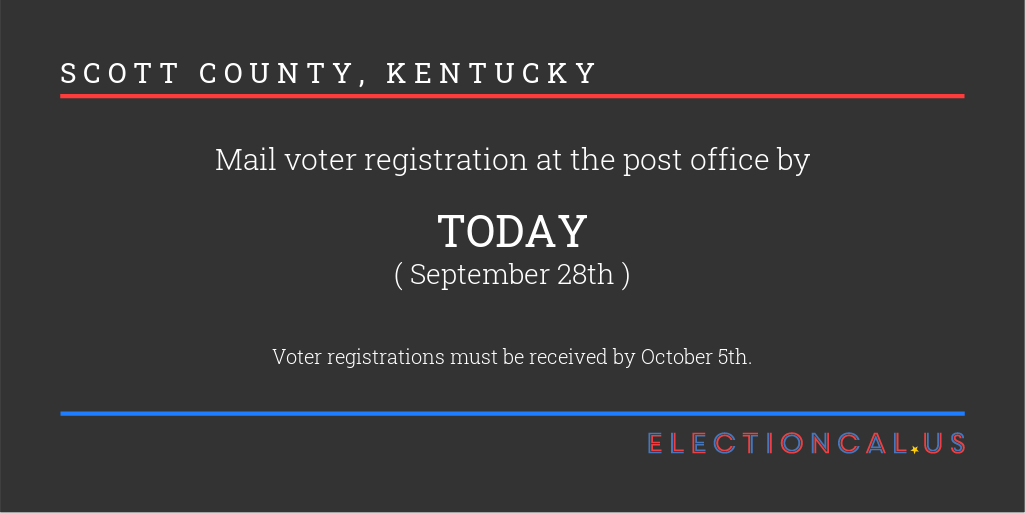 SCOTT COUNTY, KENTUCKY
Mail voter registration at the post office by
TODAY
( September 28th )
Voter registrations must be received by October 5th.
ELECTIONCAL.US